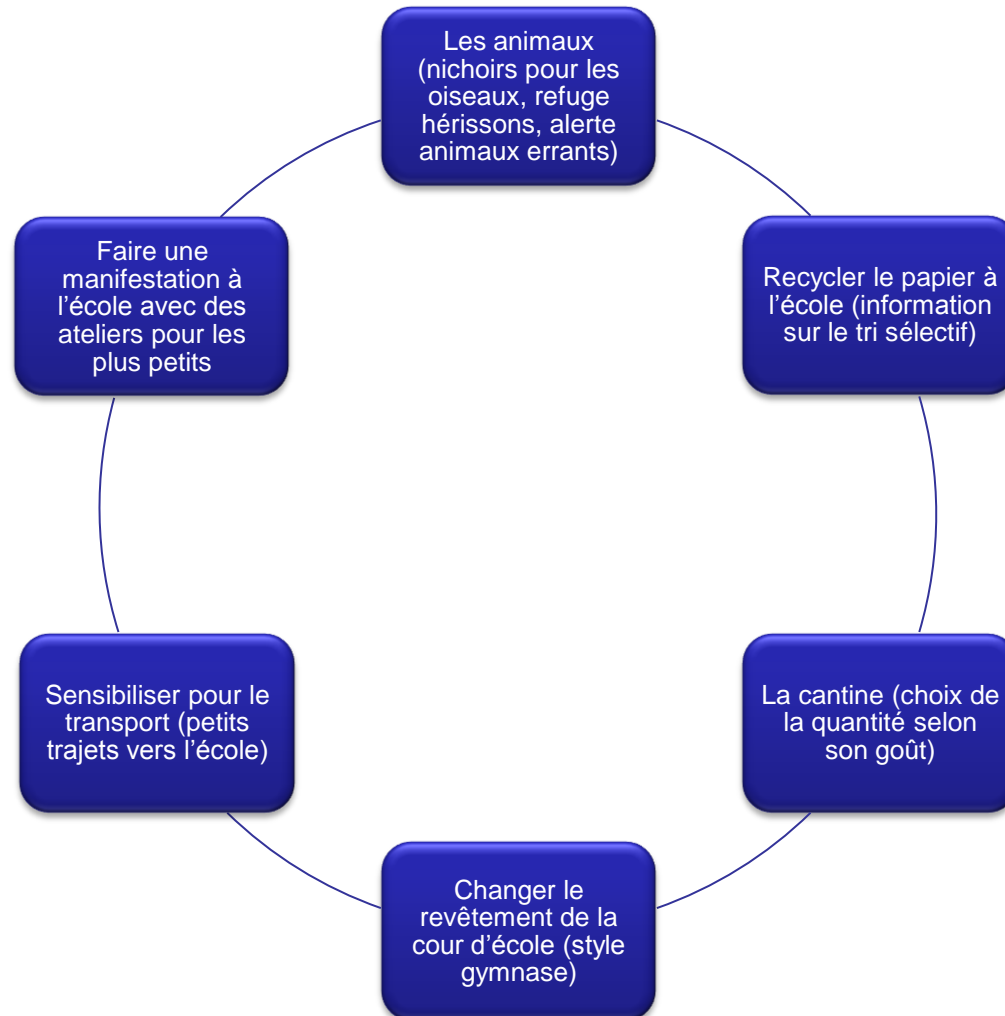 Les animaux
(nichoirs pour les
oiseaux, refuge
hérissons, alerte
animaux errants)
Recycler le papier à
l’école (information
sur le tri sélectif)
La cantine (choix de
la quantité selon
son goût)
Changer le
revêtement de la
cour d’école (style
gymnase)
Sensibiliser pour le
transport (petits
trajets vers l’école)
Faire une
manifestation à
l’école avec des
ateliers pour les
plus petits